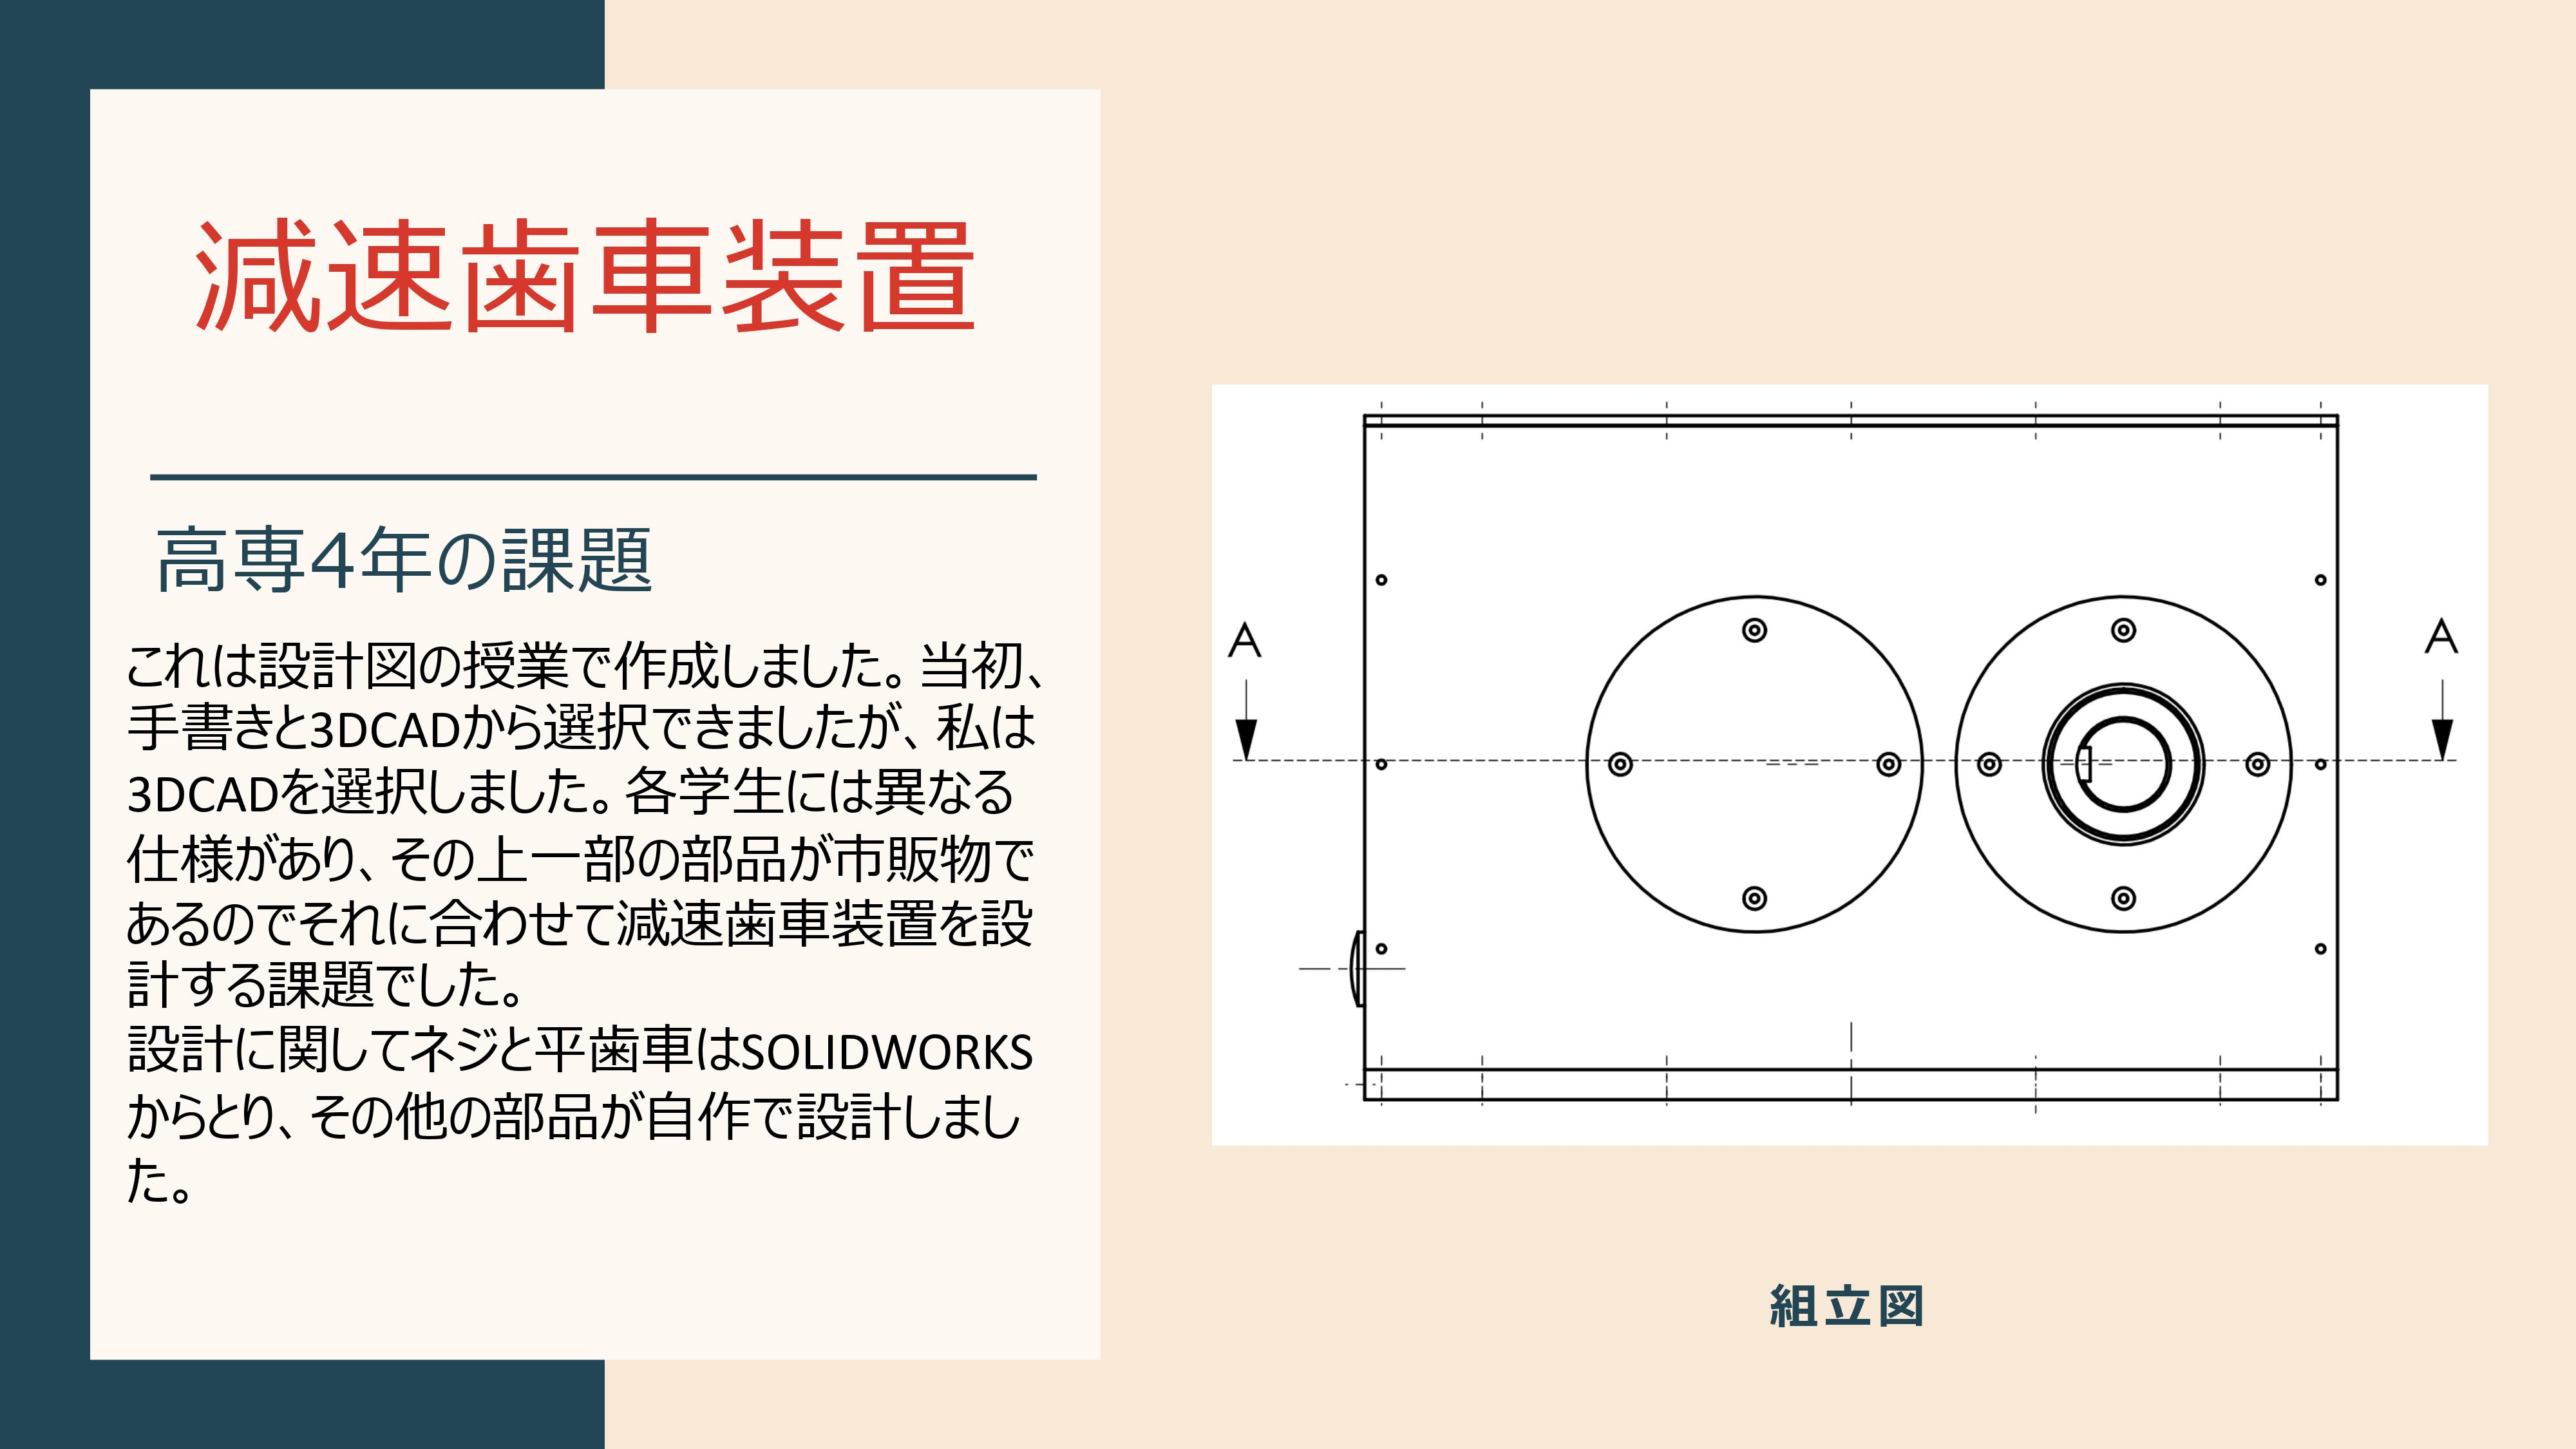 減速歯車装置
高専4年の課題
これは設計図の授業で作成しました。当初、
手書きと3DCADから選択できましたが、私は
3DCADを選択しました。各学生には異なる
仕様があり、その上一部の部品が市販物で
あるのでそれに合わせて減速歯車装置を設
計する課題でした。
設計に関してネジと平歯車はSOLIDWORKS
からとり、その他の部品が自作で設計しまし
た。
A
A
組立図